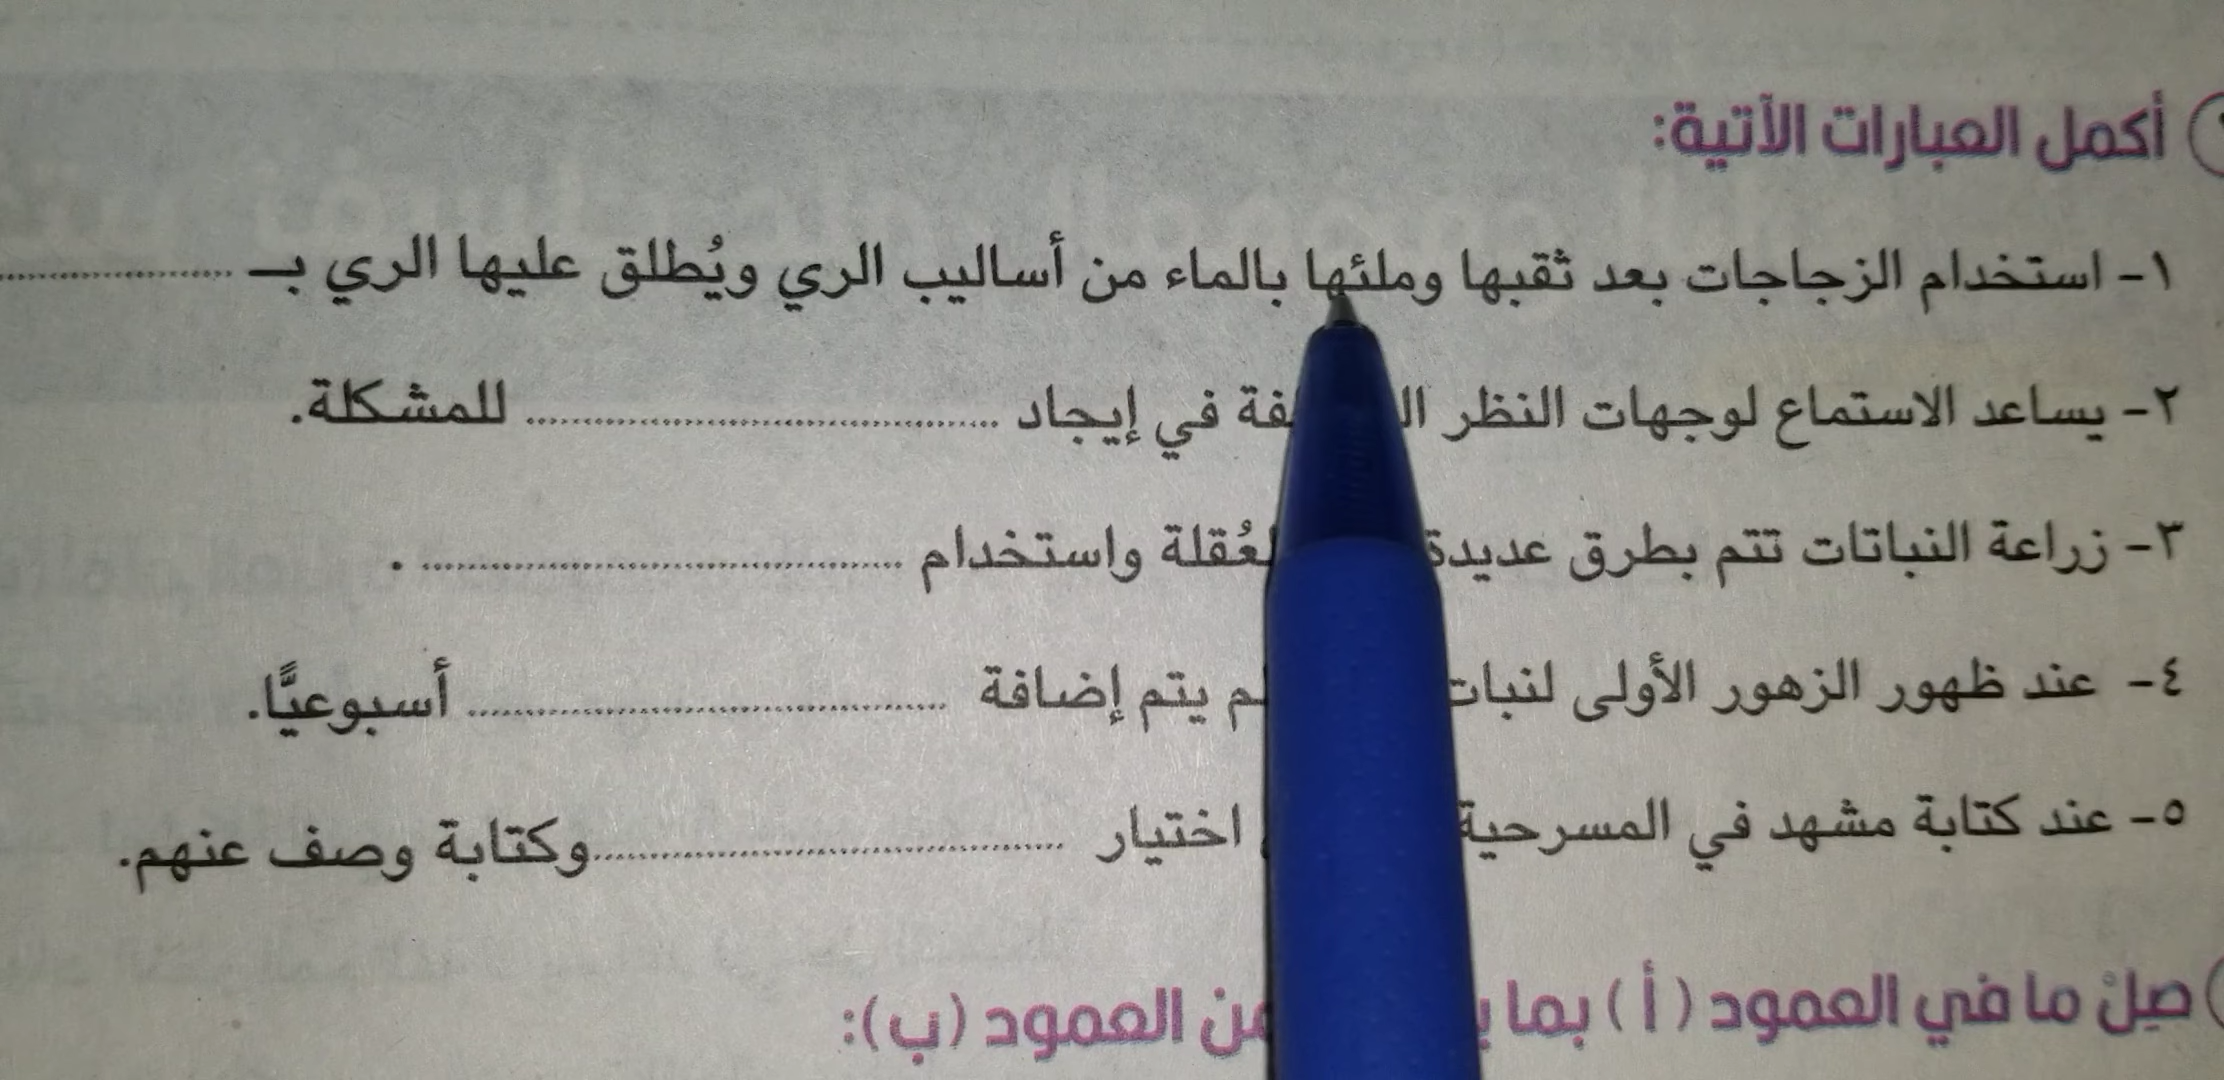 أكمل العبارات الآتية:
١- استخدام الزجاجات بعد ثقبها وملئها بالماء من أساليب الري ويُطلق عليها الري بـ ....................
٢- يساعد الاستماع لوجهات النظر في إيجاد ........................................ للمشكلة.
٣- زراعة النباتات تتم بطرق عديدة واستخدام ........................................ .
٤- عند ظهور الزهور الأولى لنبات يتم إضافة ........................................ أسبوعيًّا.
٥- عند كتابة مشهد في المسرحية اختيار ........................................وكتابة وصف عنهم.
صِلْ ما في العمود (أ) بما من العمود (ب):